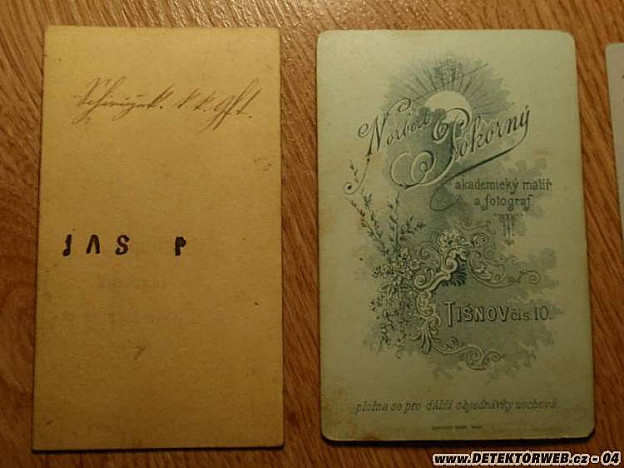 JAS P
Norbert Pokorný
akademický malíř
a fotograf
TIŠNOV čís. 10.
plotna se pro další objednávky uschová
www.DETEKTORWEB.cz - 04